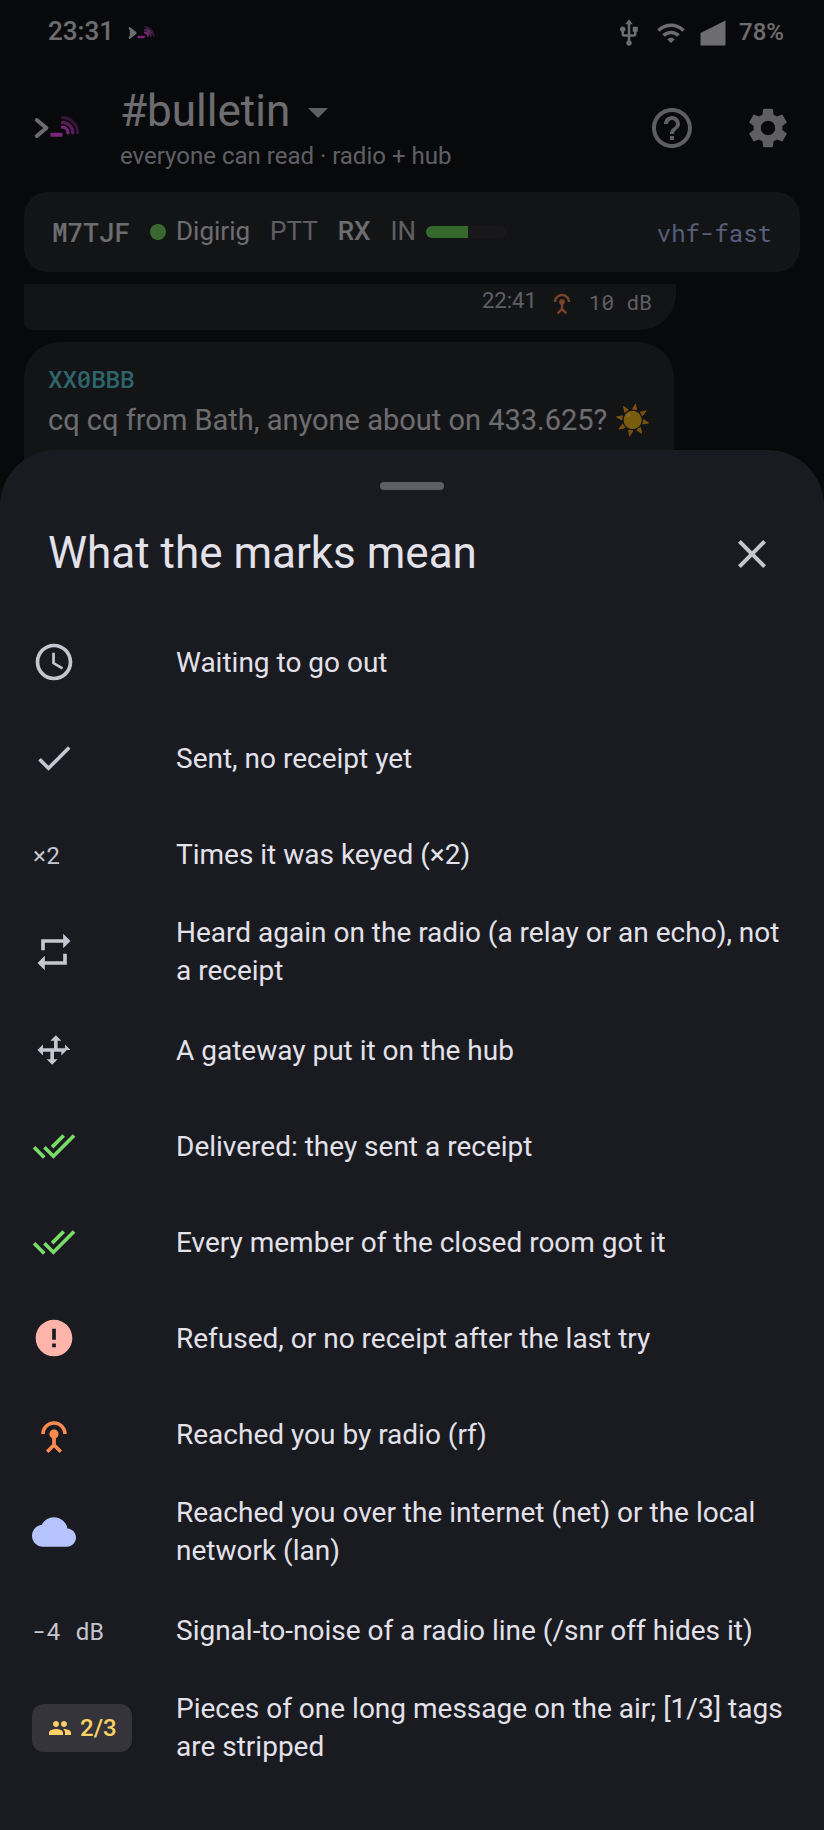 23:31
78%
#bulletin
everyone can read · radio + hub
M7TJF Digirig PTT RX IN vhf-fast
22:41 10 dB
XX0BBB
cq cq from Bath, anyone about on 433.625? ☀️
What the marks mean
Waiting to go out
Sent, no receipt yet
×2 Times it was keyed (×2)
Heard again on the radio (a relay or an echo), not
a receipt
A gateway put it on the hub
Delivered: they sent a receipt
Every member of the closed room got it
Refused, or no receipt after the last try
Reached you by radio (rf)
Reached you over the internet (net) or the local
network (lan)
−4 dB Signal-to-noise of a radio line (/snr off hides it)
2/3 Pieces of one long message on the air; [1/3] tags
are stripped